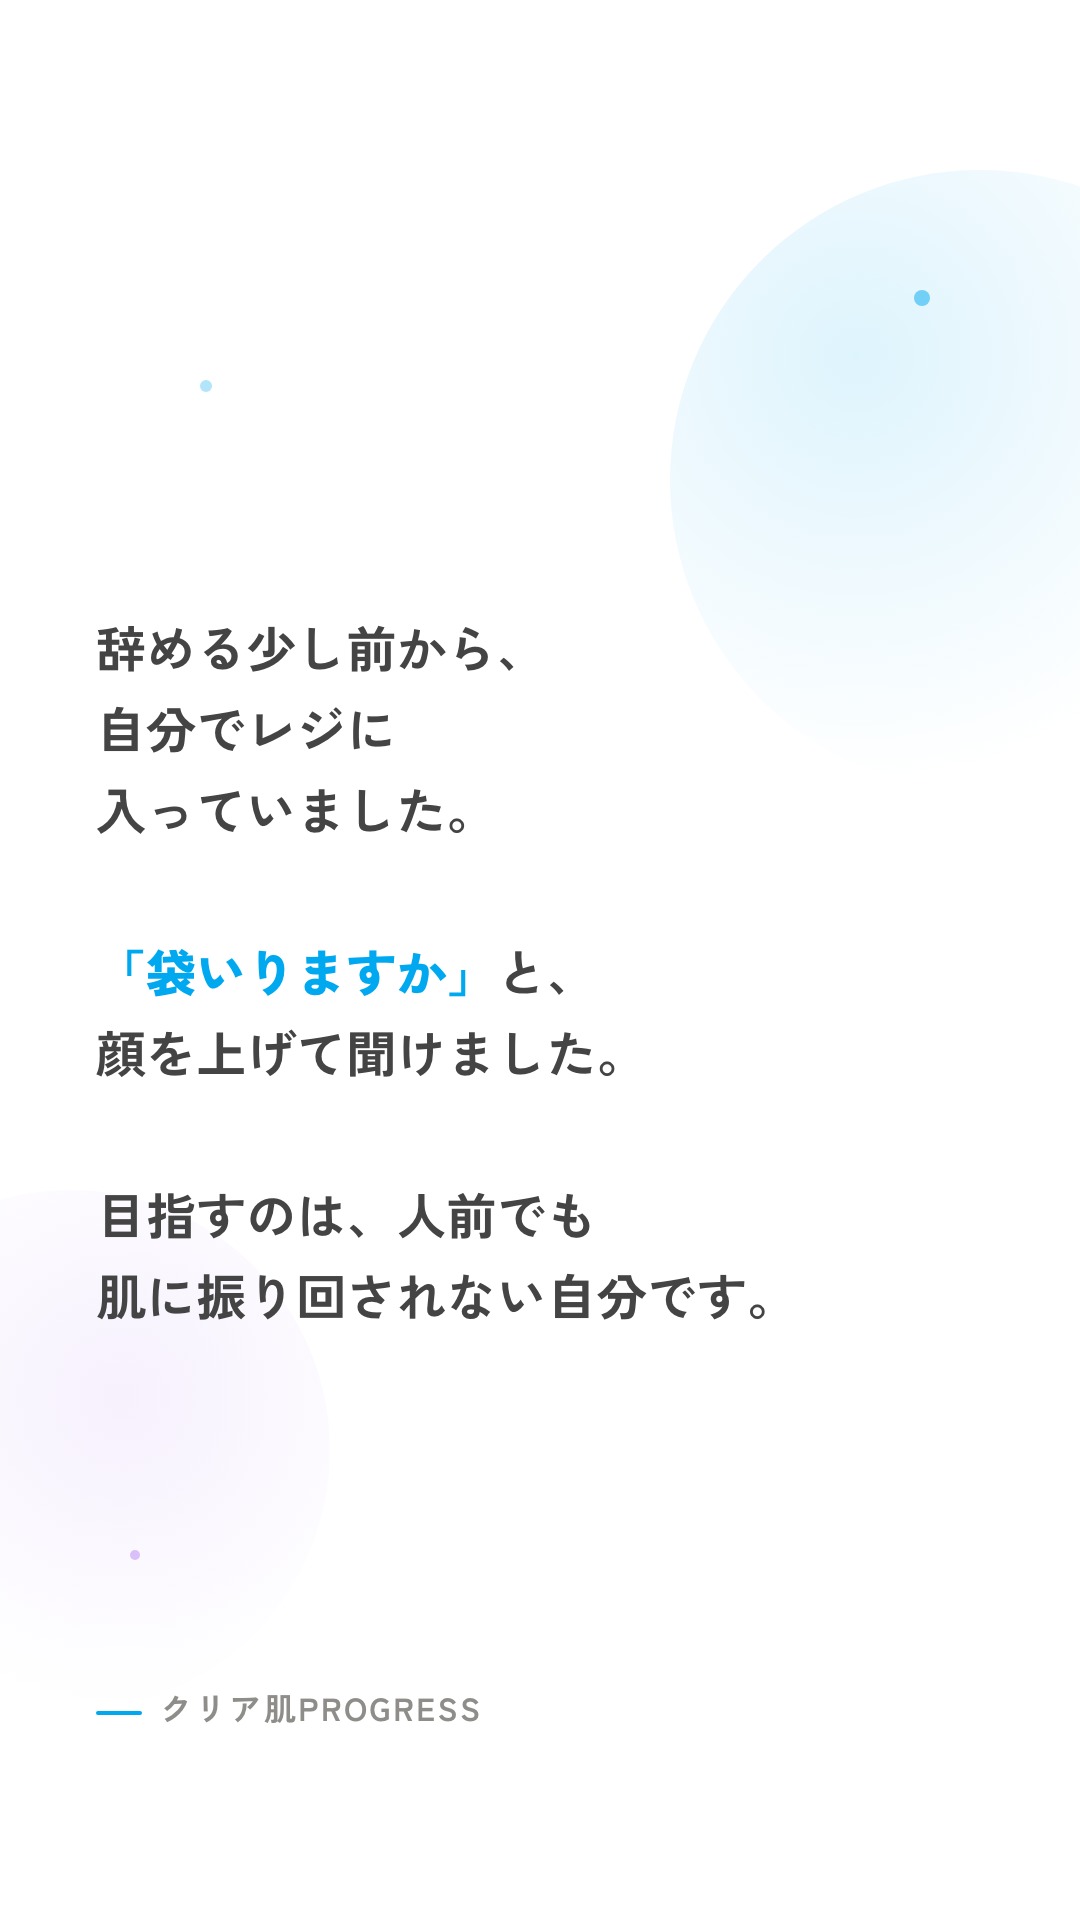 辞める少し前から、
自分でレジに
入っていました。
「袋いりますか」と、
顔を上げて聞けました。
目指すのは、人前でも
肌に振り回されない自分です。
クリア肌PROGRESS